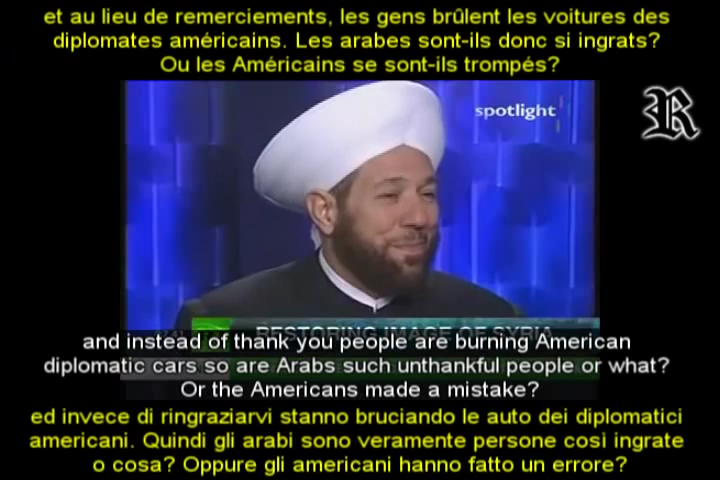 et au lieu de remerciements, les gens brûlent les voitures des
diplomates américains. Les arabes sont-ils donc si ingrats?
Ou les Américains se sont-ils trompés?
spotlight
R
RESTORING IMAGE OF SYRIA
and instead of thank you people are burning American
diplomatic cars so are Arabs such unthankful people or what?
Or the Americans made a mistake?
ed invece di ringraziarvi stanno bruciando le auto dei diplomatici
americani. Quindi gli arabi sono veramente persone così ingrate
o cosa? Oppure gli americani hanno fatto un errore?